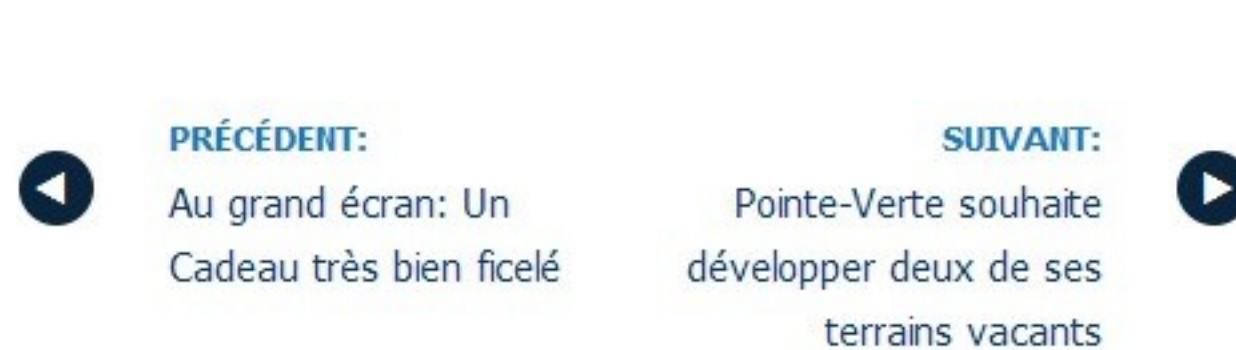 PRÉCÉDENT:
Au grand écran: Un
Cadeau très bien ficelé
SUIVANT:
Pointe-Verte souhaite
développer deux de ses
terrains vacants